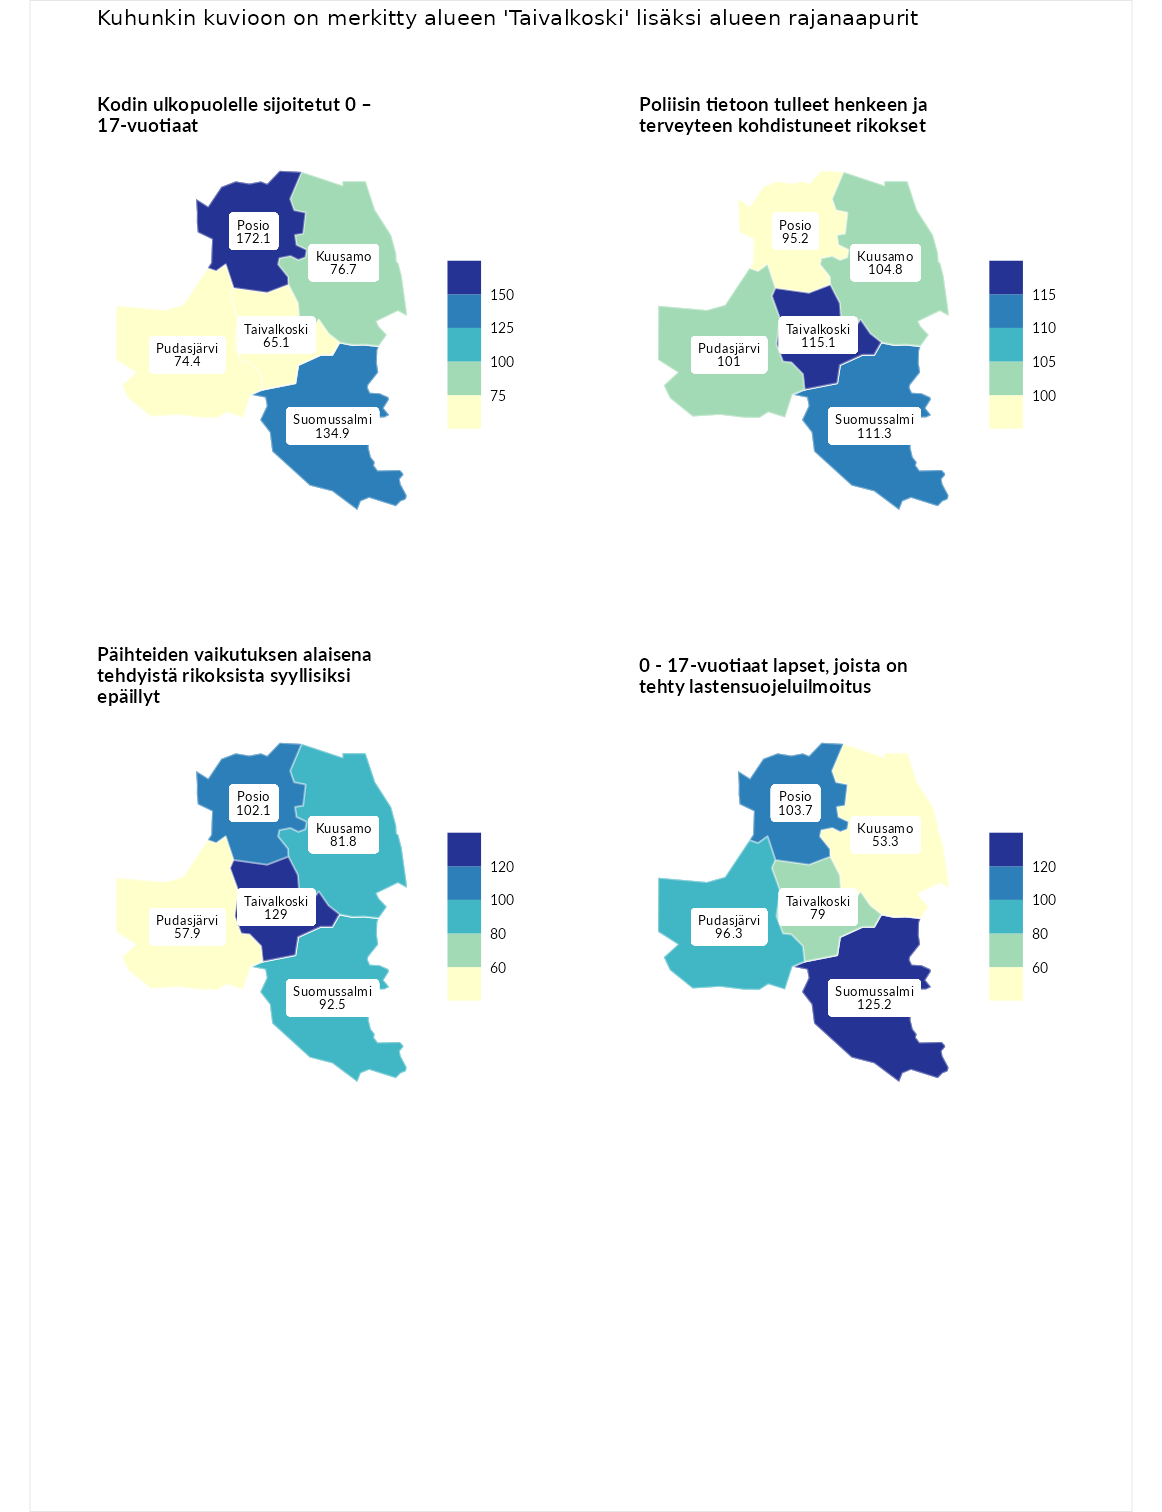 Kuhunkin kuvioon on merkitty alueen 'Taivalkoski' lisäksi alueen rajanaapurit
Kodin ulkopuolelle sijoitetut 0 –
17-vuotiaat
Posio
172.1
Kuusamo
76.7
Taivalkoski
65.1
Pudasjärvi
74.4
Suomussalmi
134.9
150
125
100
75
Poliisin tietoon tulleet henkeen ja
terveyteen kohdistuneet rikokset
Posio
95.2
Kuusamo
104.8
Taivalkoski
115.1
Pudasjärvi
101
Suomussalmi
111.3
115
110
105
100
Päihteiden vaikutuksen alaisena
tehdyistä rikoksista syyllisiksi
epäillyt
Posio
102.1
Kuusamo
81.8
Taivalkoski
129
Pudasjärvi
57.9
Suomussalmi
92.5
120
100
80
60
0 - 17-vuotiaat lapset, joista on
tehty lastensuojeluilmoitus
Posio
103.7
Kuusamo
53.3
Taivalkoski
79
Pudasjärvi
96.3
Suomussalmi
125.2
120
100
80
60